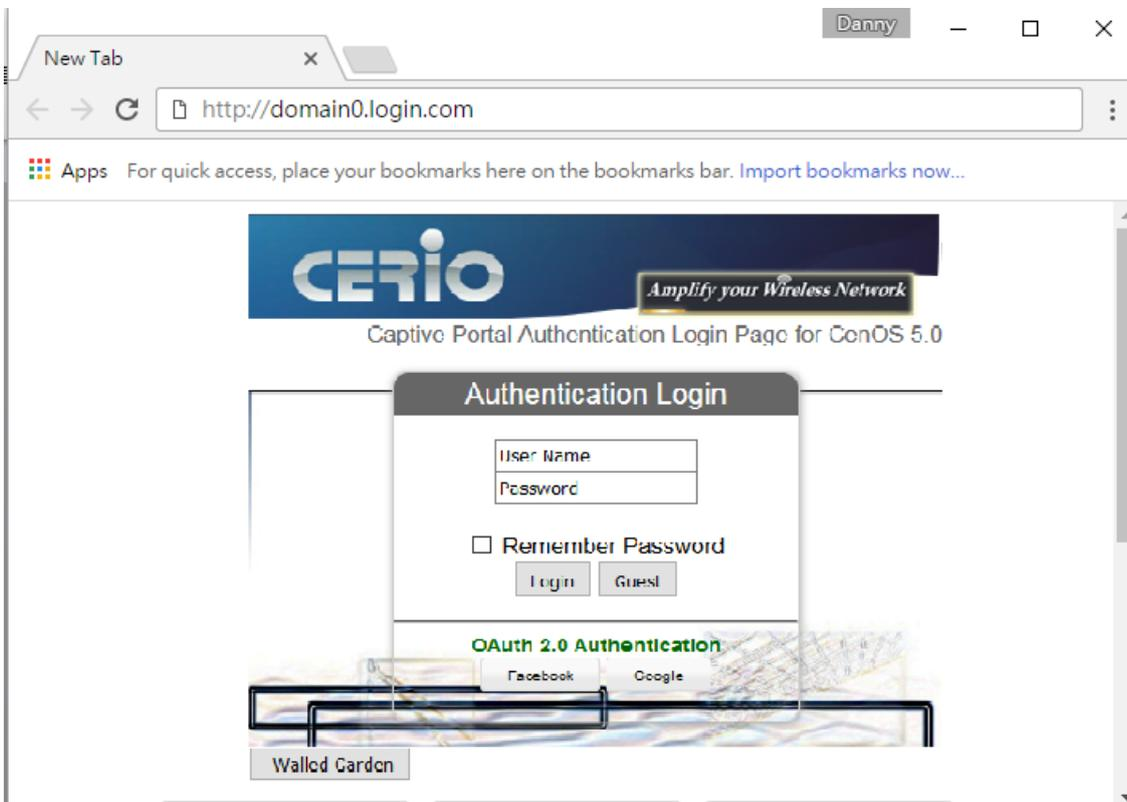 Danny
New Tab
http://domain0.login.com
Apps For quick access, place your bookmarks here on the bookmarks bar. Import bookmarks now...
CERIO
Amplify your Wireless Network
Captive Portal Authentication Login Page for CenOS 5.0
Authentication Login
User Name
Password
Remember Password
Login Guest
OAuth 2.0 Authentication
Facebook Google
Walled Garden